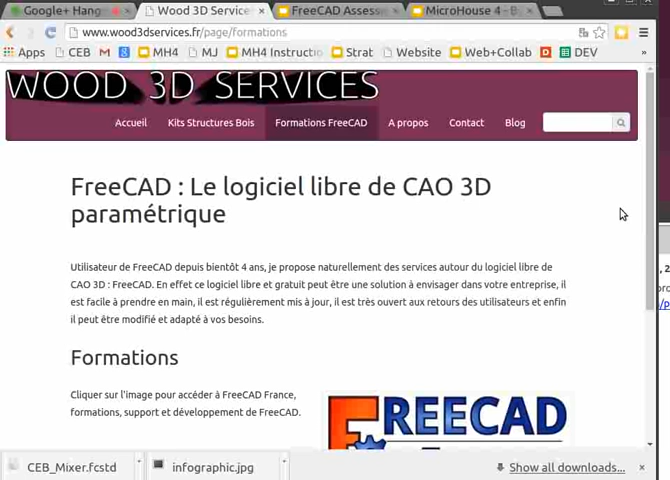 Google+ Hang
Wood 3D Service
FreeCAD Assess
MicroHouse 4 - B
www.wood3dservices.fr/page/formations
Apps CEB MH4 MJ MH4 Instructio Strat Website Web+Collab DEV
WOOD 3D SERVICES
Accueil Kits Structures Bois Formations FreeCAD A propos Contact Blog
FreeCAD : Le logiciel libre de CAO 3D
paramétrique
Utilisateur de FreeCAD depuis bientôt 4 ans, je propose naturellement des services autour du logiciel libre de
CAO 3D : FreeCAD. En effet ce logiciel libre et gratuit peut être une solution à envisager dans votre entreprise, il
est facile à prendre en main, il est régulièrement mis à jour, il est très ouvert aux retours des utilisateurs et enfin
il peut être modifié et adapté à vos besoins.
Formations
Cliquer sur l'image pour accéder à FreeCAD France,
formations, support et développement de FreeCAD.
FREECAD
CEB_Mixer.fcstd
infographic.jpg
Show all downloads...